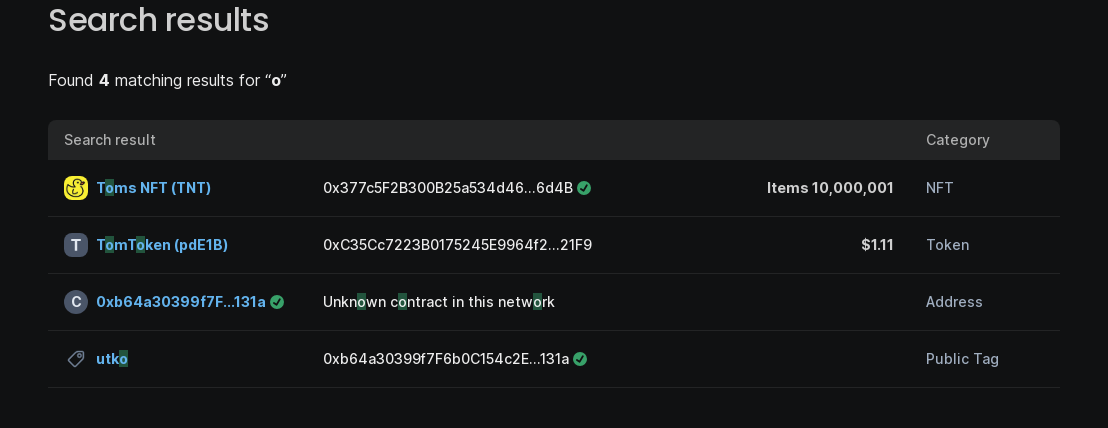 Search results
Found 4 matching results for “o”
Search result Category
Toms NFT (TNT) 0x377c5F2B300B25a534d46...6d4B Items 10,000,001 NFT
T TomToken (pdE1B) 0xC35Cc7223B0175245E9964f2...21F9 $1.11 Token
C 0xb64a30399f7F...131a Unknown contract in this network Address
utko 0xb64a30399f7F6b0C154c2E...131a Public Tag